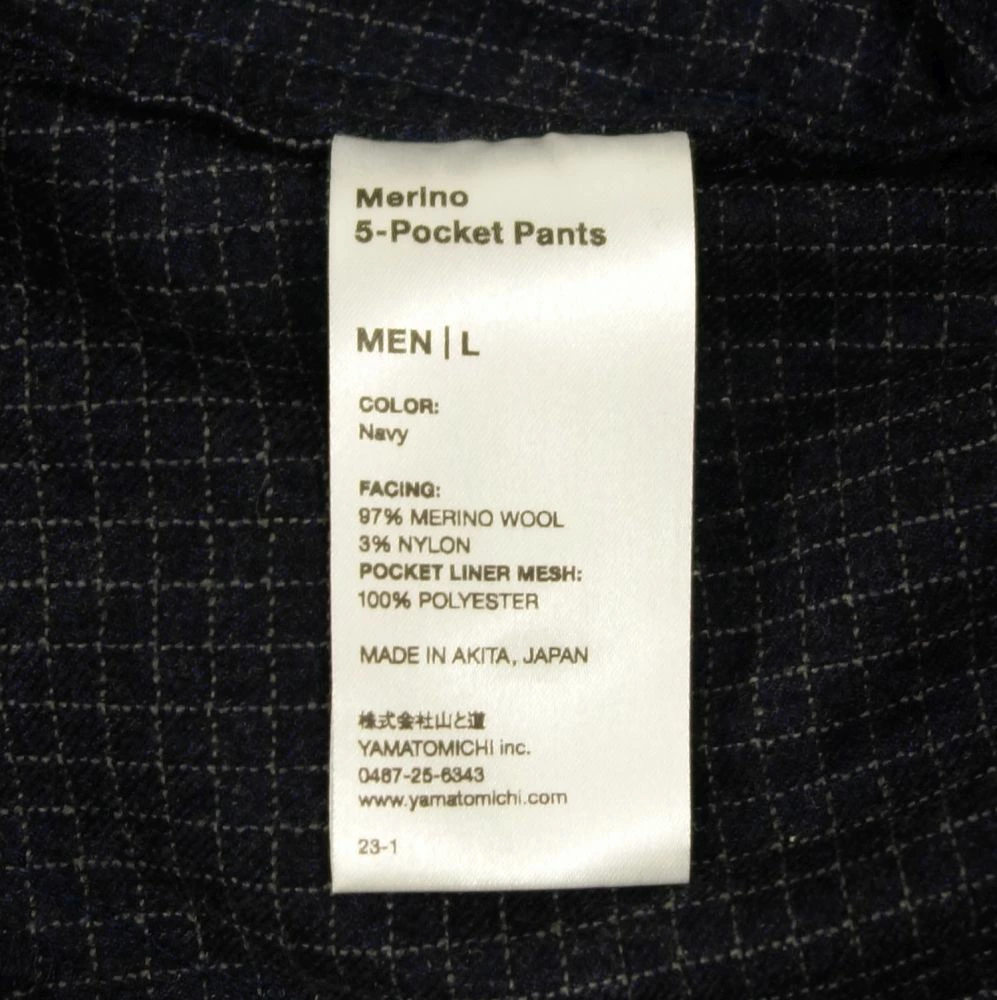 Merino
5-Pocket Pants
MEN | L
COLOR:
Navy
FACING:
97% MERINO WOOL
3% NYLON
POCKET LINER MESH:
100% POLYESTER
MADE IN AKITA, JAPAN
株式会社山と道
YAMATOMICHI inc.
0467-25-6343
www.yamatomichi.com
23-1